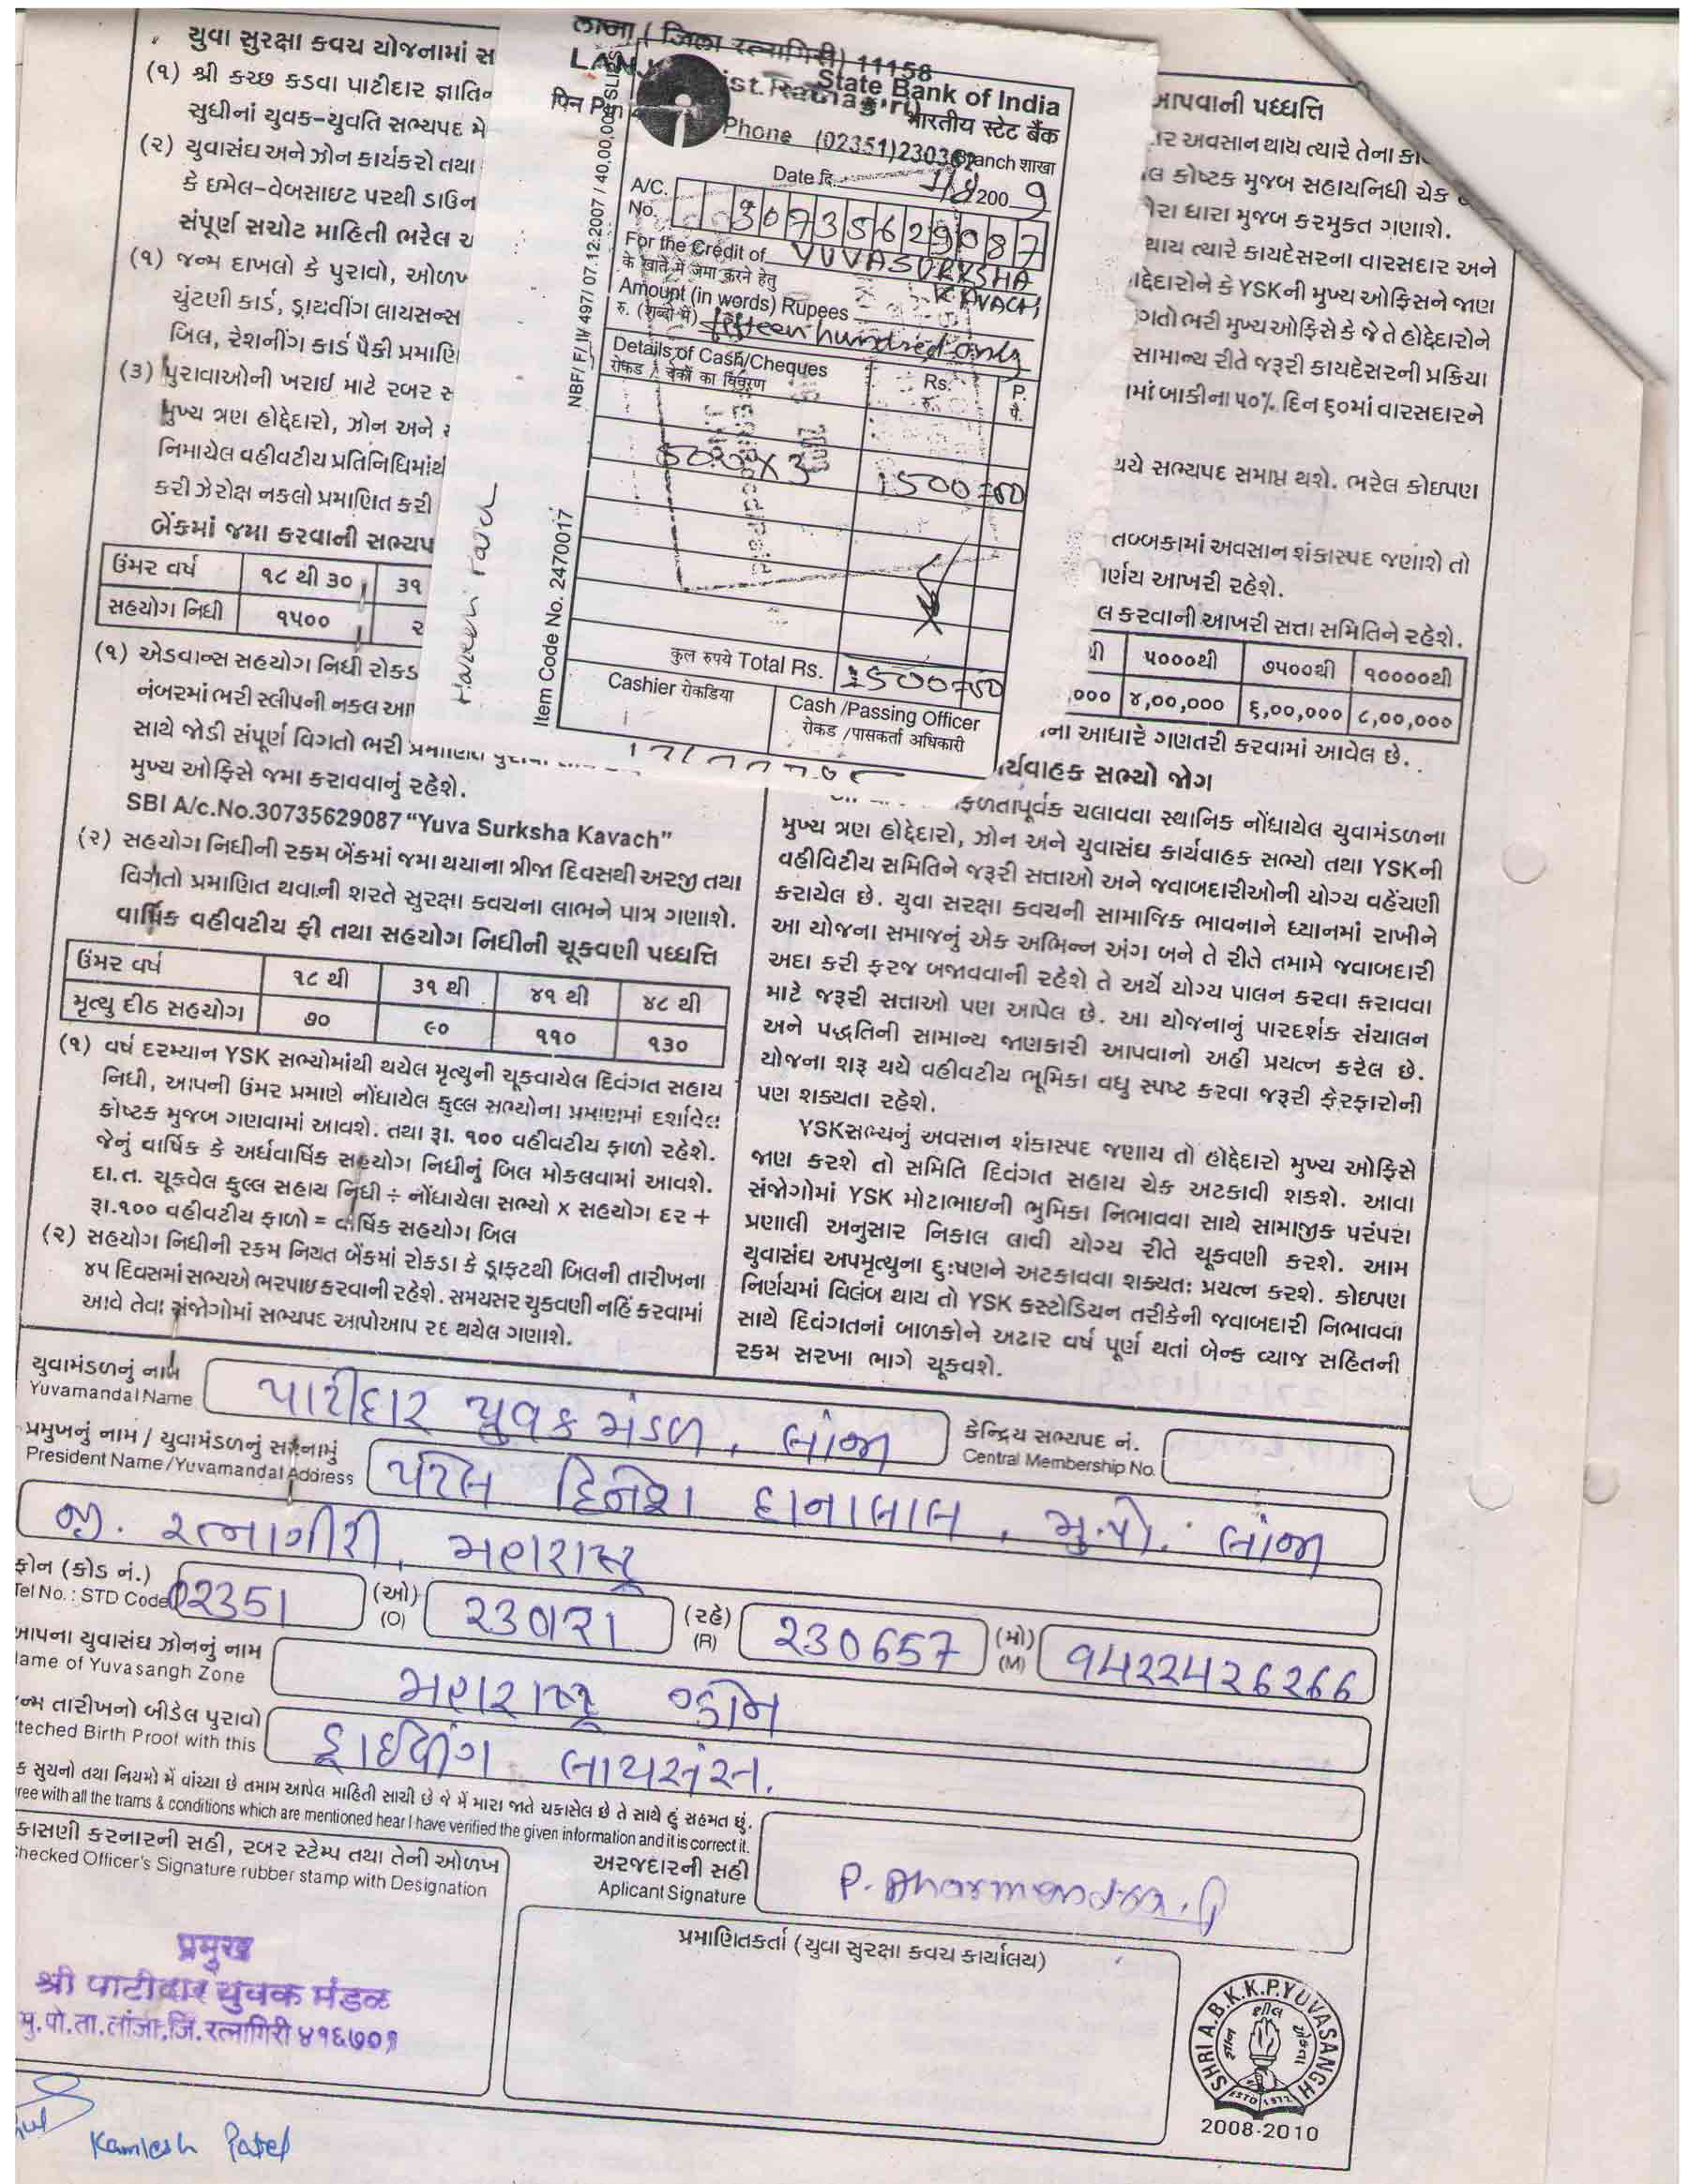 યુવા સુરક્ષા કવચ યોજનામાં સ
(૧) શ્રી કચ્છ કડવા પાટીદાર જ્ઞાતિ
સુધીનાં યુવક-યુવતિ સભ્યપદ મે
(૨) યુવાસંઘ અને ઝોન કાર્યકરો તથા
કે ઇમેલ-વેબસાઇટ પરથી ડાઉન
સંપૂર્ણ સચોટ માહિતી ભરેલ
(૧) જન્મ દાખલો કે પુરાવો, ઓળખ
ચુંટણી કાર્ડ, ડ્રાયવીંગ લાયસન્સ
બિલ, રેશનીંગ કાર્ડ પૈકી પ્રમાણિ
(૩) પુરાવાઓની ખરાઇ માટે રબર સ
મુખ્ય ત્રણ હોદ્દેદારો, ઝોન અને
નિમાયેલ વહીવટીય પ્રતિનિધિમાંથ
કરી ઝેરોક્ષ નકલો પ્રમાણિત કરી
બેંકમાં જમા કરવાની સભ્યપ
ઉંમર વર્ષ ૧૮ થી ૩૦ ૩૧
સહયોગ નિધી ૧૫૦૦ ૨
(૧) એડવાન્સ સહયોગ નિધી રોકડ
નંબરમાં ભરી સ્લીપની નકલ આ
સાથે જોડી સંપૂર્ણ વિગતો ભરી પ્રમાણિત
મુખ્ય ઓફિસે જમા કરાવવાનું રહેશે.
SBI A/c.No.30735629087 “Yuva Surksha Kavach”
(૨) સહયોગ નિધીની રકમ બેંકમાં જમા થયાના ત્રીજા દિવસથી અરજી તથા
વિગતો પ્રમાણિત થવાની શરતે સુરક્ષા કવચના લાભને પાત્ર ગણાશે.
વાર્ષિક વહીવટીય ફી તથા સહયોગ નિધીની ચૂકવણી પધ્ધતિ
ઉંમર વર્ષ ૧૮ થી ૩૧ થી ૪૧ થી ૪૮ થી
મૃત્યુ દીઠ સહયોગ ૭૦ ૯૦ ૧૧૦ ૧૩૦
(૧) વર્ષ દરમ્યાન YSK સભ્યોમાંથી થયેલ મૃત્યુની ચૂકવાયેલ દિવંગત સહાય
નિધી, આપની ઉંમર પ્રમાણે નોંધાયેલ કુલ્લ સભ્યોના પ્રમાણમાં દર્શાવેલ
કોષ્ટક મુજબ ગણવામાં આવશે. તથા રૂા. ૧૦૦ વહીવટીય ફાળો રહેશે.
જેનું વાર્ષિક કે અર્ધવાર્ષિક સહયોગ નિધીનું બિલ મોકલવામાં આવશે.
દા.ત. ચૂકવેલ કુલ્લ સહાય નિધી ÷ નોંધાયેલા સભ્યો x સહયોગ દર +
રૂા.૧૦૦ વહીવટીય ફાળો = વાર્ષિક સહયોગ બિલ
(૨) સહયોગ નિધીની રકમ નિયત બેંકમાં રોકડા કે ડ્રાફટથી બિલની તારીખના
૪૫ દિવસમાં સભ્યએ ભરપાઇ કરવાની રહેશે. સમયસર ચુકવણી નહિં કરવામાં
આવે તેવા સંજોગોમાં સભ્યપદ આપોઆપ રદ થયેલ ગણાશે.
लांजा ( जिला रत्नागिरी) 11158
State Bank of India
भारतीय स्टेट बैंक
Phone (02351)230362
Branch शाखा
Date दि. 4/8 2009
A/C. No. 30735629087
For the Credit of YUVA SURKSHA
के खाते में जमा करने हेतु KAVACH
Amount (in words) Rupees
रु. (शब्दों में) fifteen hundred only
Details of Cash/Cheques Rs. P.
रोकड / चेकों का विवरण रु. पै.
500 x 3 1500=00
कुल रुपये Total Rs. 1500=00
Cashier रोकडिया
Cash /Passing Officer
रोकड /पासकर्ता अधिकारी
NBF/ F/ II/ 497/ 07.12.2007 / 40,00,000 SLIPS
Item Code No. 2470017
આપવાની પધ્ધતિ
અવસાન થાય ત્યારે તેના
કોષ્ટક મુજબ સહાયનિધી ચેક
ધારા મુજબ કરમુકત ગણાશે.
થાય ત્યારે કાયદેસરના વારસદાર અને
હોદ્દેદારોને કે YSKની મુખ્ય ઓફિસને જાણ
ગતો ભરી મુખ્ય ઓફિસે કે જે તે હોદ્દેદારોને
સામાન્ય રીતે જરૂરી કાયદેસરની પ્રક્રિયા
માં બાકીના ૫૦% દિન ૬૦માં વારસદારને
થયે સભ્યપદ સમાપ્ત થશે. ભરેલ કોઇપણ
તબ્બકામાં અવસાન શંકાસ્પદ જણાશે તો
ર્ણય આખરી રહેશે.
લ કરવાની આખરી સત્તા સમિતિને રહેશે.
થી ૫૦૦૦થી ૭૫૦૦થી ૧૦૦૦૦થી
,૦૦૦ ૪,૦૦,૦૦૦ ૬,૦૦,૦૦૦ ૮,૦૦,૦૦૦
ના આધારે ગણતરી કરવામાં આવેલ છે.
ર્યવાહક સભ્યો જોગ
ફળતાપૂર્વક ચલાવવા સ્થાનિક નોંધાયેલ યુવામંડળના
મુખ્ય ત્રણ હોદ્દેદારો, ઝોન અને યુવાસંઘ કાર્યવાહક સભ્યો તથા YSKની
વહીવિટીય સમિતિને જરૂરી સત્તાઓ અને જવાબદારીઓની યોગ્ય વહેંચણી
કરાયેલ છે. યુવા સરક્ષા કવચની સામાજિક ભાવનાને ધ્યાનમાં રાખીને
આ યોજના સમાજનું એક અભિન્ન અંગ બને તે રીતે તમામે જવાબદારી
અદા કરી ફરજ બજાવવાની રહેશે તે અર્થે યોગ્ય પાલન કરવા કરાવવા
માટે જરૂરી સત્તાઓ પણ આપેલ છે. આ યોજનાનું પારદર્શક સંચાલન
અને પદ્ધતિની સામાન્ય જાણકારી આપવાનો અહી પ્રયત્ન કરેલ છે.
યોજના શરૂ થયે વહીવટીય ભૂમિકા વધુ સ્પષ્ટ કરવા જરૂરી ફેરફારોની
પણ શક્યતા રહેશે.
YSKસભ્યનું અવસાન શંકાસ્પદ જણાય તો હોદ્દેદારો મુખ્ય ઓફિસે
જાણ કરશે તો સમિતિ દિવંગત સહાય ચેક અટકાવી શકશે. આવા
સંજોગોમાં YSK મોટાભાઇની ભુમિકા નિભાવવા સાથે સામાજીક પરંપરા
પ્રણાલી અનુસાર નિકાલ લાવી યોગ્ય રીતે ચૂકવણી કરશે. આમ
યુવાસંઘ અપમૃત્યુના દુઃષણને અટકાવવા શક્યતઃ પ્રયત્ન કરશે. કોઇપણ
નિર્ણયમાં વિલંબ થાય તો YSK કસ્ટોડિયન તરીકેની જવાબદારી નિભાવવા
સાથે દિવંગતનાં બાળકોને અઢાર વર્ષ પૂર્ણ થતાં બેન્ક વ્યાજ સહિતની
રકમ સરખા ભાગે ચૂકવશે.
યુવામંડળનું નામ
Yuvamandal Name
પાટીદાર યુવક મંડળ, લાંજા
કેન્દ્રિય સભ્યપદ નં.
Central Membership No.
પ્રમુખનું નામ / યુવામંડળનું સરનામું
President Name/Yuvamandal Address
પટેલ દિનેશ દાનાલાલ, મુ.પો. લાંજા
જી. રત્નાગીરી, મહારાષ્ટ્ર
ફોન (કોડ નં.)
Tel No. : STD Code 02351
(ઓ) (O) 230121
(રહે) (R) 230657
(મો) (M) 9422426266
આપના યુવાસંઘ ઝોનનું નામ
Name of Yuvasangh Zone
મહારાષ્ટ્ર ઝોન
ન્મ તારીખનો બીડેલ પુરાવો
teched Birth Proof with this
ડ્રાઈવીંગ લાયસંસ.
ક સુચનો તથા નિયમો મેં વાંચ્યા છે તમામ આપેલ માહિતી સાચી છે જે મેં મારા જાતે ચકાસેલ છે તે સાથે હું સહમત છું.
ree with all the trams & conditions which are mentioned hear I have verified the given information and it is correct it.
કાસણી કરનારની સહી, રબર સ્ટેમ્પ તથા તેની ઓળખ
hecked Officer's Signature rubber stamp with Designation
અરજદારની સહી
Aplicant Signature
P. Dharmendra. G
પ્રમાણિતકર્તા (યુવા સુરક્ષા કવચ કાર્યાલય)
प्रमुख
श्री पाटीदार युवक मंडळ
मु.पो.ता.लांजा,जि.रत्नागिरी ४१६७०१
Kamlesh Patel
SHRI A.B.K.K.P.YUVASANGH
ESTD 1972
2008-2010